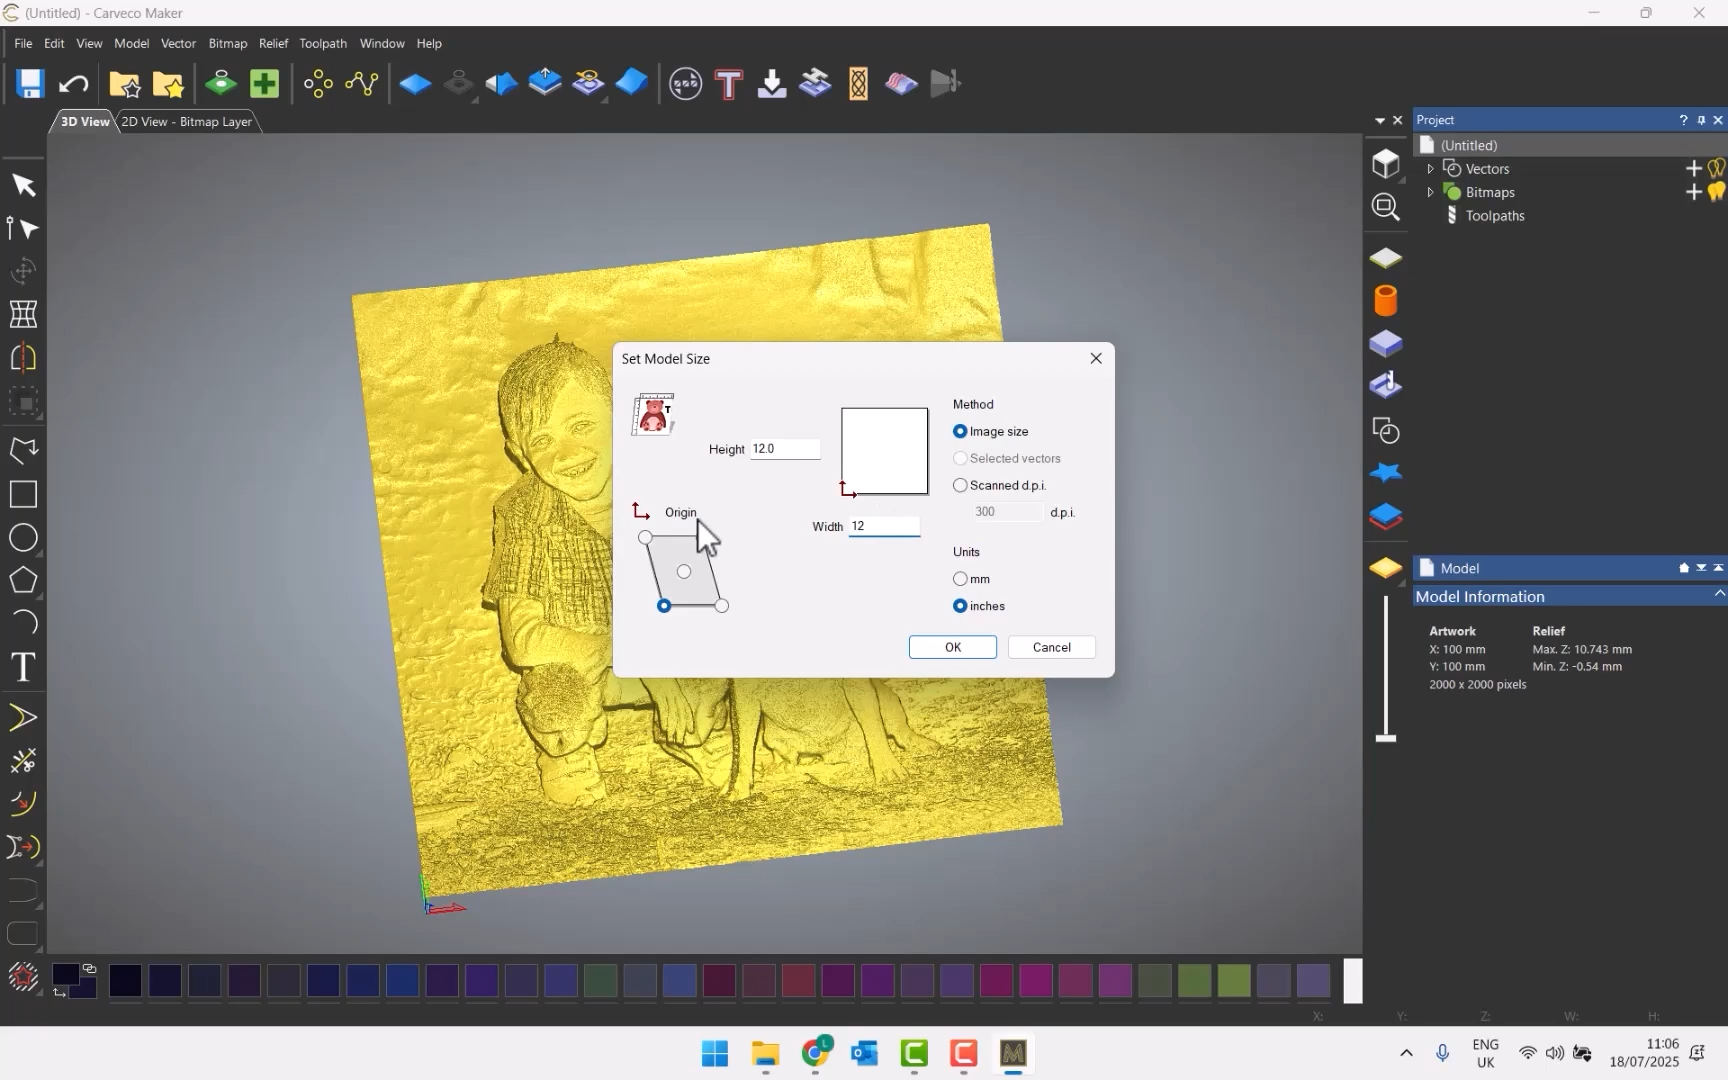 (Untitled) - Carveco Maker
File Edit View Model Vector Bitmap Relief Toolpath Window Help
3D View 2D View - Bitmap Layer
Project
(Untitled)
Vectors
Bitmaps
Toolpaths
Set Model Size
Height 12.0
Origin
Width 12
Method
Image size
Selected vectors
Scanned d.p.i.
300 d.p.i.
Units
mm
inches
OK Cancel
Model
Model Information
Artwork Relief
X: 100 mm Max. Z: 10.743 mm
Y: 100 mm Min. Z: -0.54 mm
2000 x 2000 pixels
X: Y: Z: W: H:
ENG
UK
11:06
18/07/2025